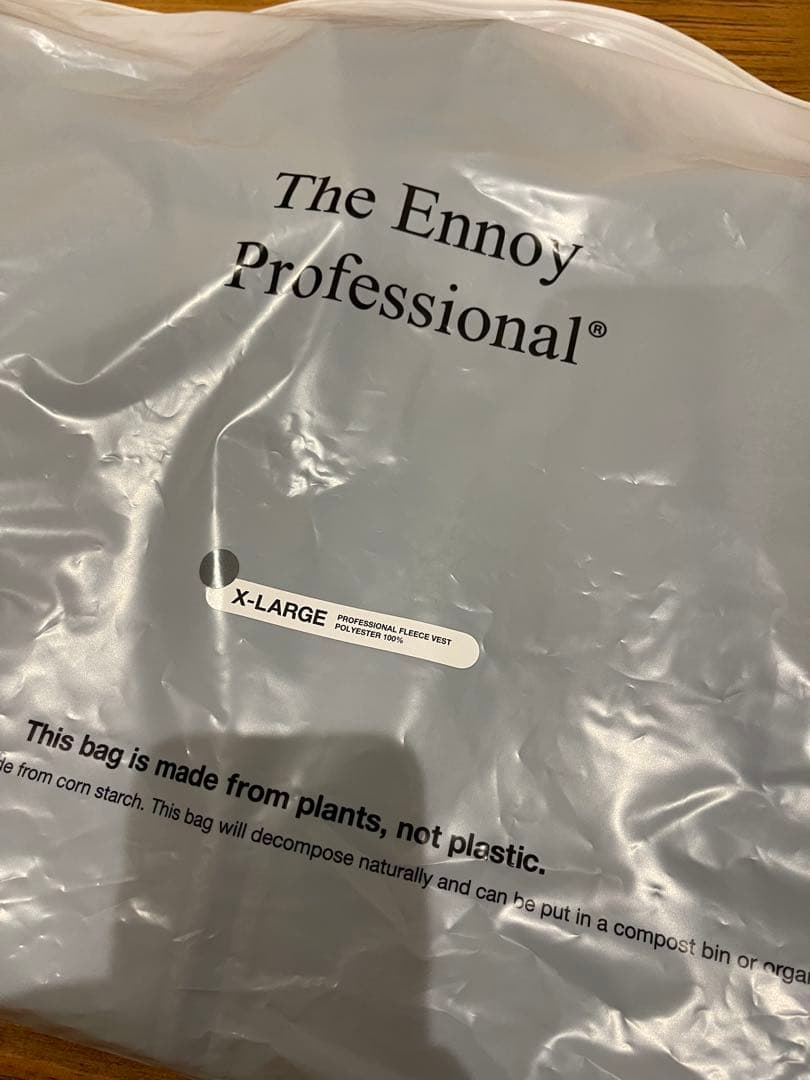 The Ennoy
Professional®
X-LARGE
PROFESSIONAL FLEECE VEST
POLYESTER 100%
This bag is made from plants, not plastic.
from corn starch. This bag will decompose naturally and can be put in a compost bin or